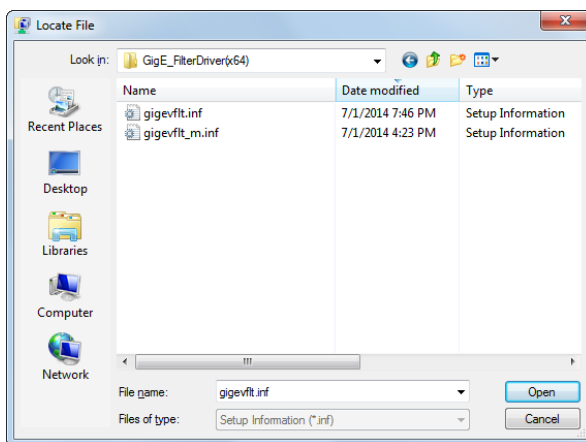 Locate File
Look in: GigE_FilterDriver(x64)
Name Date modified Type
gigevflt.inf 7/1/2014 7:46 PM Setup Information
gigevflt_m.inf 7/1/2014 4:23 PM Setup Information
Recent Places
Desktop
Libraries
Computer
Network
File name: gigevflt.inf Open
Files of type: Setup Information (*.inf) Cancel